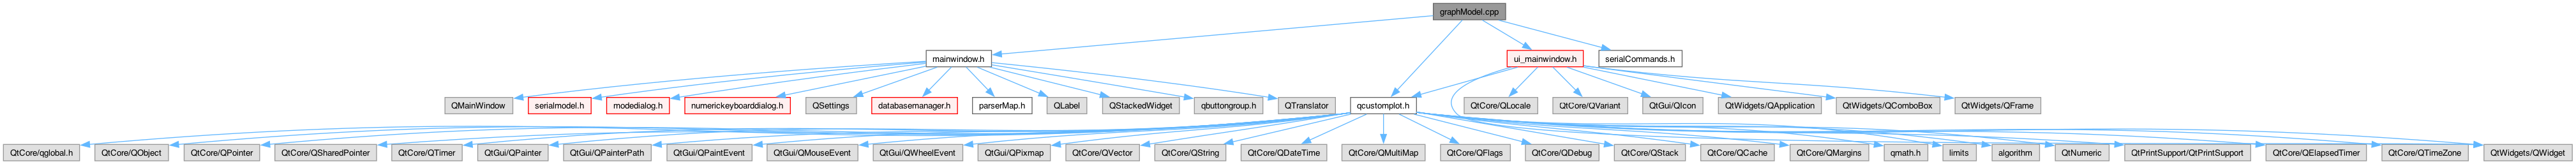 graphModel.cpp
mainwindow.h
ui_mainwindow.h
serialCommands.h
QMainWindow
serialmodel.h
modedialog.h
numerickeyboarddialog.h
QSettings
databasemanager.h
parserMap.h
QLabel
QStackedWidget
qbuttongroup.h
QTranslator
qcustomplot.h
QtCore/QLocale
QtCore/QVariant
QtGui/QIcon
QtWidgets/QApplication
QtWidgets/QComboBox
QtWidgets/QFrame
QtCore/qglobal.h
QtCore/QObject
QtCore/QPointer
QtCore/QSharedPointer
QtCore/QTimer
QtGui/QPainter
QtGui/QPainterPath
QtGui/QPaintEvent
QtGui/QMouseEvent
QtGui/QWheelEvent
QtGui/QPixmap
QtCore/QVector
QtCore/QString
QtCore/QDateTime
QtCore/QMultiMap
QtCore/QFlags
QtCore/QDebug
QtCore/QStack
QtCore/QCache
QtCore/QMargins
qmath.h
limits
algorithm
QtNumeric
QtPrintSupport/QtPrintSupport
QtCore/QElapsedTimer
QtCore/QTimeZone
QtWidgets/QWidget